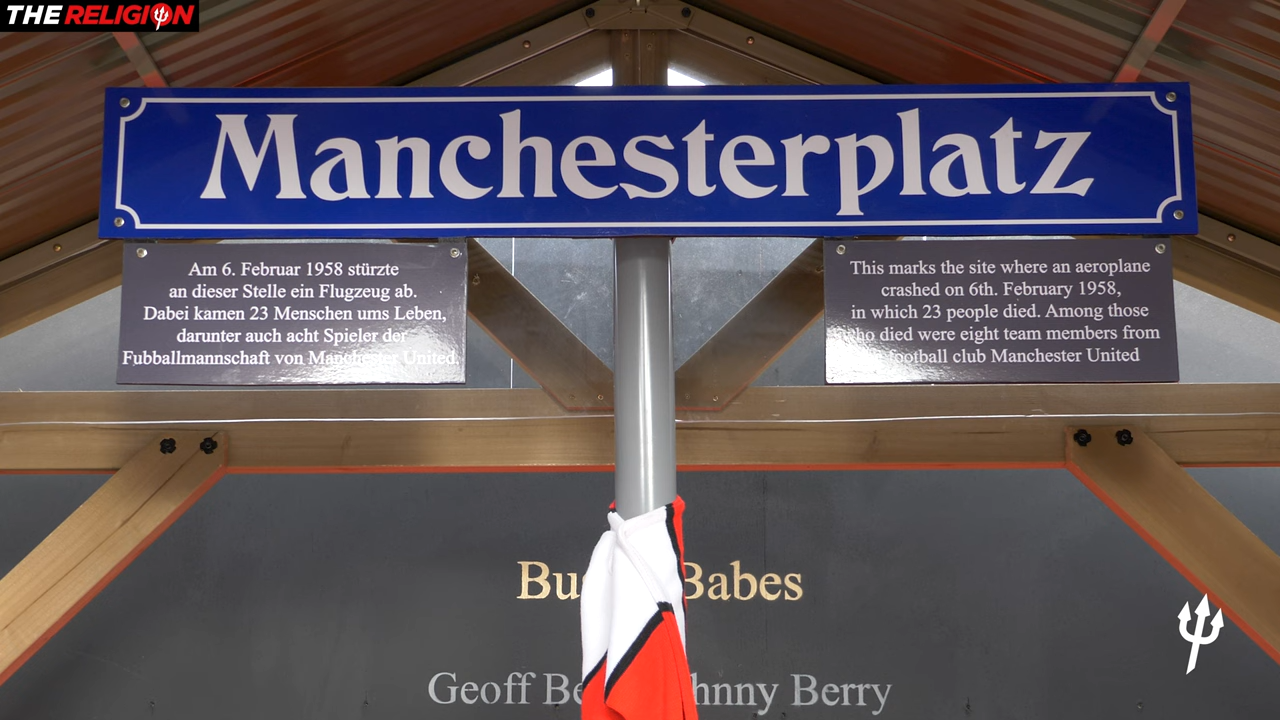 THE RELIGION
Manchesterplatz
Am 6. Februar 1958 stürzte
an dieser Stelle ein Flugzeug ab.
Dabei kamen 23 Menschen ums Leben,
darunter auch acht Spieler der
Fubballmannschaft von Manchester United.
This marks the site where an aeroplane
crashed on 6th. February 1958,
in which 23 people died. Among those
who died were eight team members from
football club Manchester United
Babes
Geoff Berry